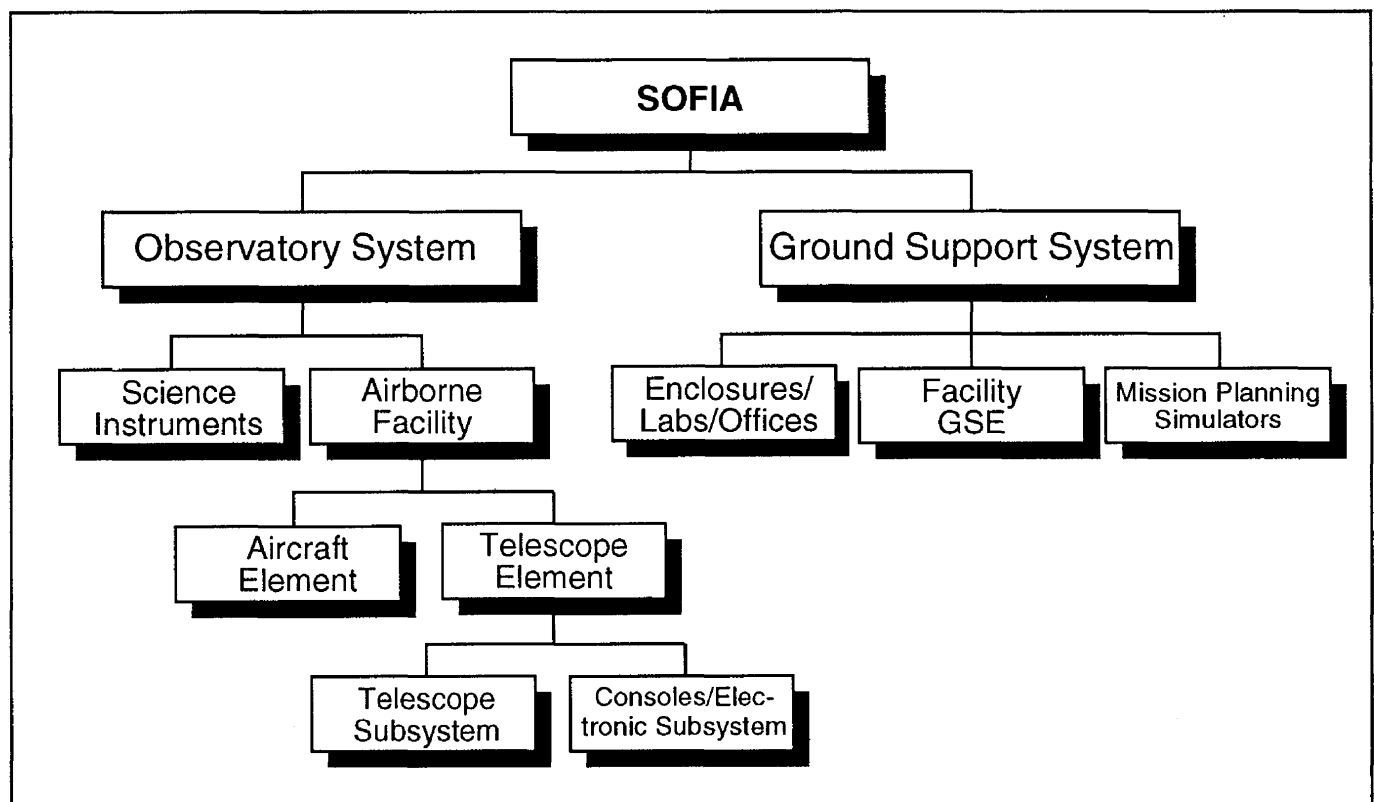 SOFIA
Observatory System
Ground Support System
Science
Instruments
Airborne
Facility
Enclosures/
Labs/Offices
Facility
GSE
Mission Planning
Simulators
Aircraft
Element
Telescope
Element
Telescope
Subsystem
Consoles/Elec-
tronic Subsystem